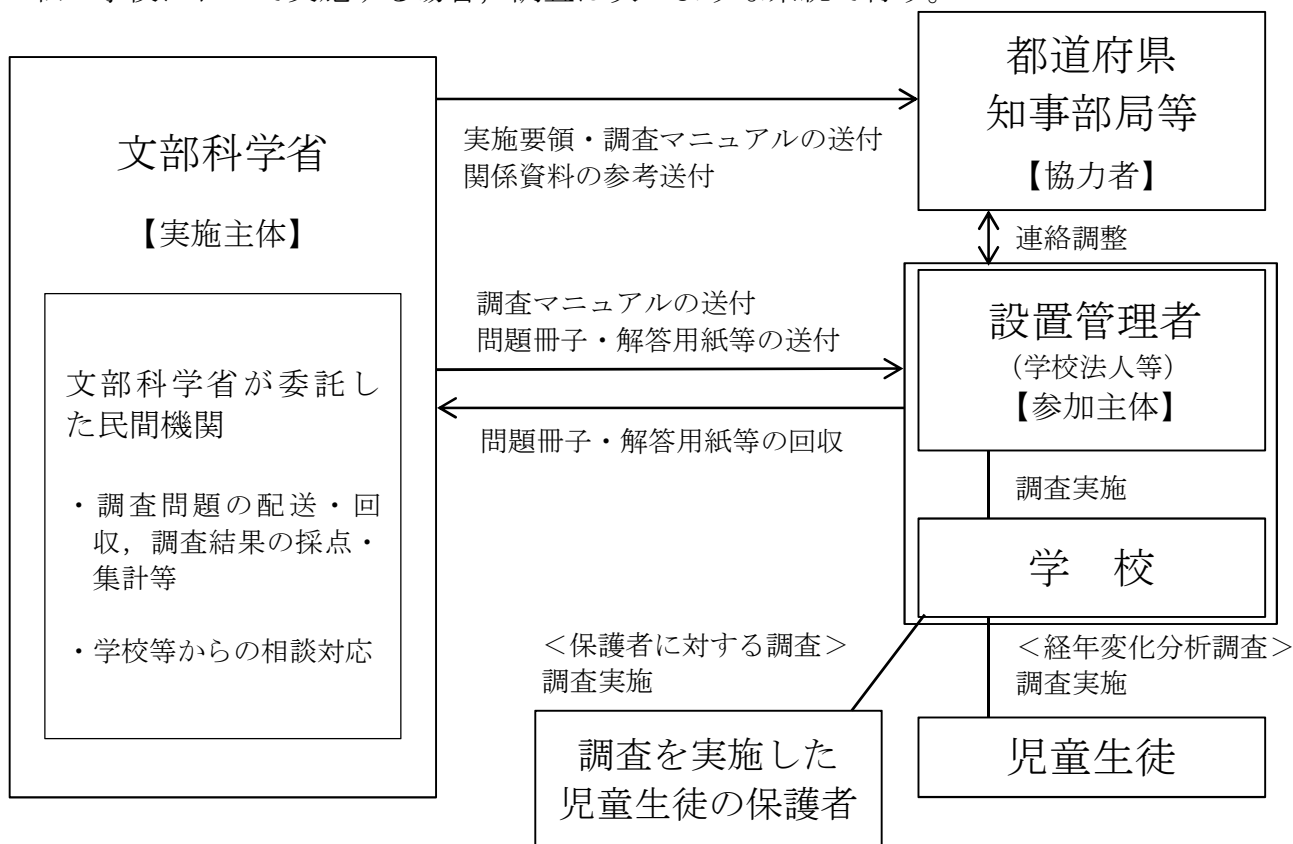 文部科学省
【実施主体】
文部科学省が委託し
た民間機関
・調査問題の配送・回
収，調査結果の採点・
集計等
・学校等からの相談対応
実施要領・調査マニュアルの送付
関係資料の参考送付
都道府県
知事部局等
【協力者】
連絡調整
調査マニュアルの送付
問題冊子・解答用紙等の送付
問題冊子・解答用紙等の回収
設置管理者
（学校法人等）
【参加主体】
調査実施
学　校
＜保護者に対する調査＞
調査実施
＜経年変化分析調査＞
調査実施
調査を実施した
児童生徒の保護者
児童生徒